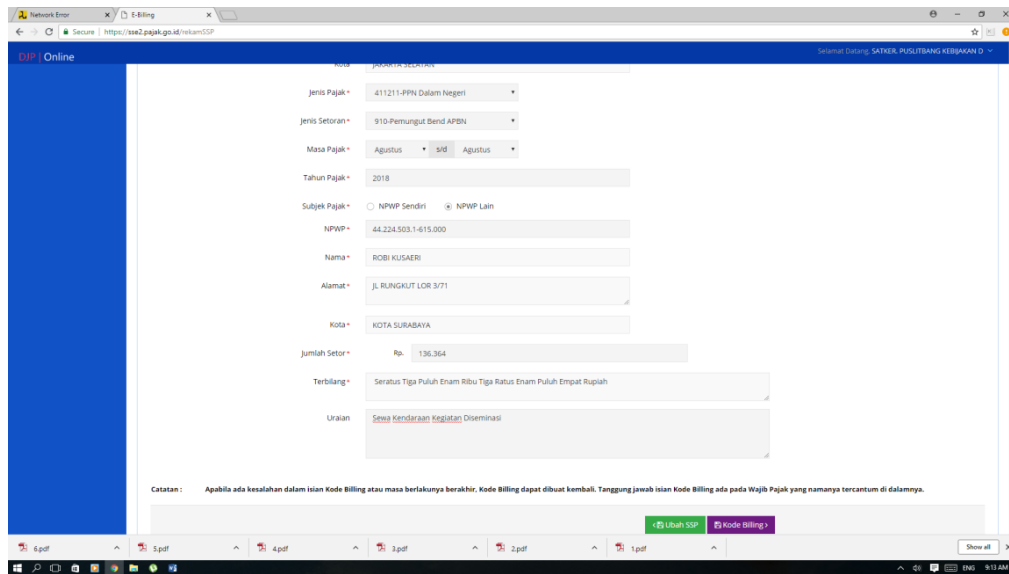 Network Error
E-Billing
Secure | https://sse2.pajak.go.id/rekamSSP
DJP | Online
Selamat Datang, SATKER. PUSLITBANG KEBIJAKAN D
Kota JAKARTA SELATAN
Jenis Pajak * 411211-PPN Dalam Negeri
Jenis Setoran * 910-Pemungut Bend APBN
Masa Pajak * Agustus s/d Agustus
Tahun Pajak * 2018
Subjek Pajak * NPWP Sendiri NPWP Lain
NPWP * 44.224.503.1-615.000
Nama * ROBI KUSAERI
Alamat * JL RUNGKUT LOR 3/71
Kota * KOTA SURABAYA
Jumlah Setor * Rp. 136.364
Terbilang * Seratus Tiga Puluh Enam Ribu Tiga Ratus Enam Puluh Empat Rupiah
Uraian Sewa Kendaraan Kegiatan Diseminasi
Catatan : Apabila ada kesalahan dalam isian Kode Billing atau masa berlakunya berakhir, Kode Billing dapat dibuat kembali. Tanggung jawab isian Kode Billing ada pada Wajib Pajak yang namanya tercantum di dalamnya.
Ubah SSP Kode Billing
6.pdf 5.pdf 4.pdf 3.pdf 2.pdf 1.pdf Show all
ENG 9:13 AM